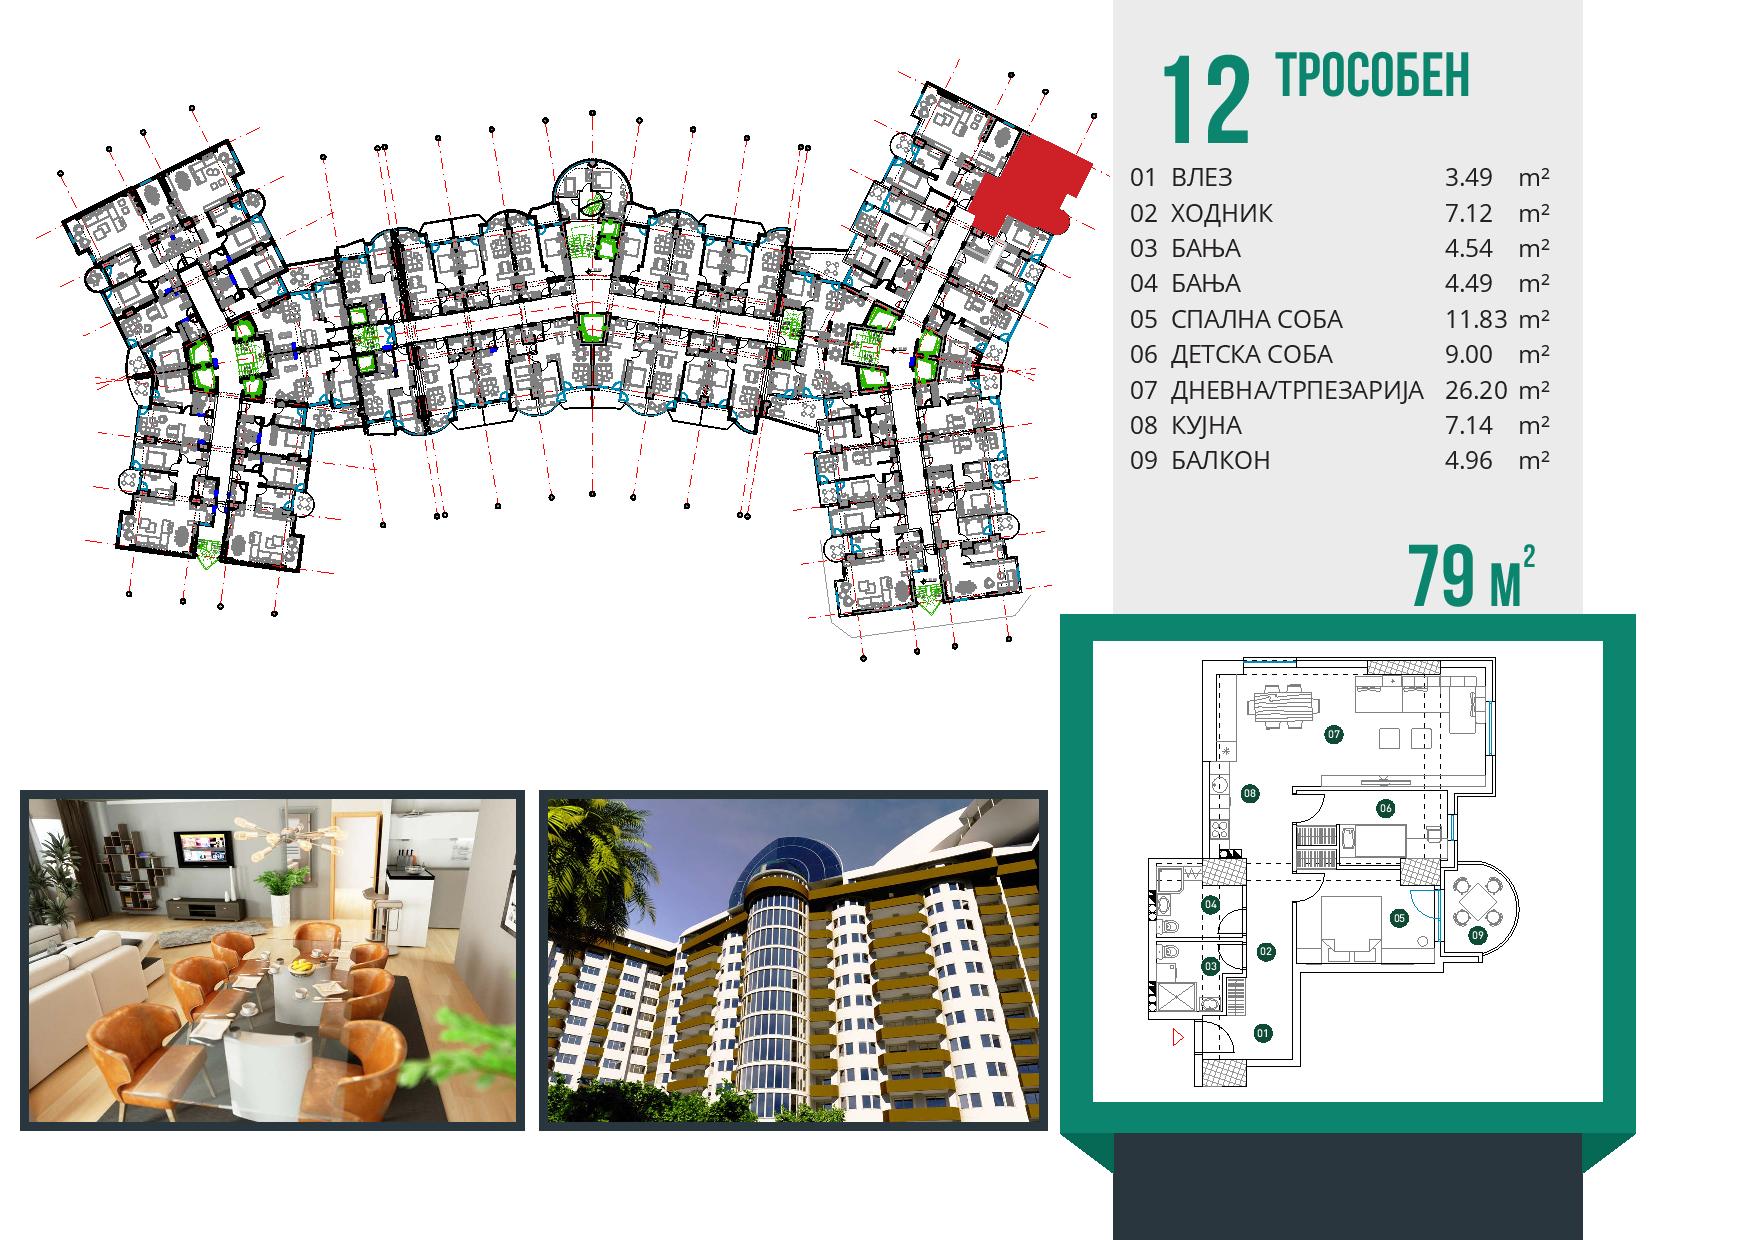 12 ТРОСОБЕН
01 ВЛЕЗ 3.49 m²
02 ХОДНИК 7.12 m²
03 БАЊА 4.54 m²
04 БАЊА 4.49 m²
05 СПАЛНА СОБА 11.83 m²
06 ДЕТСКА СОБА 9.00 m²
07 ДНЕВНА/ТРПЕЗАРИЈА 26.20 m²
08 КУЈНА 7.14 m²
09 БАЛКОН 4.96 m²
79 м²
07
08
06
04
05
09
02
03
01